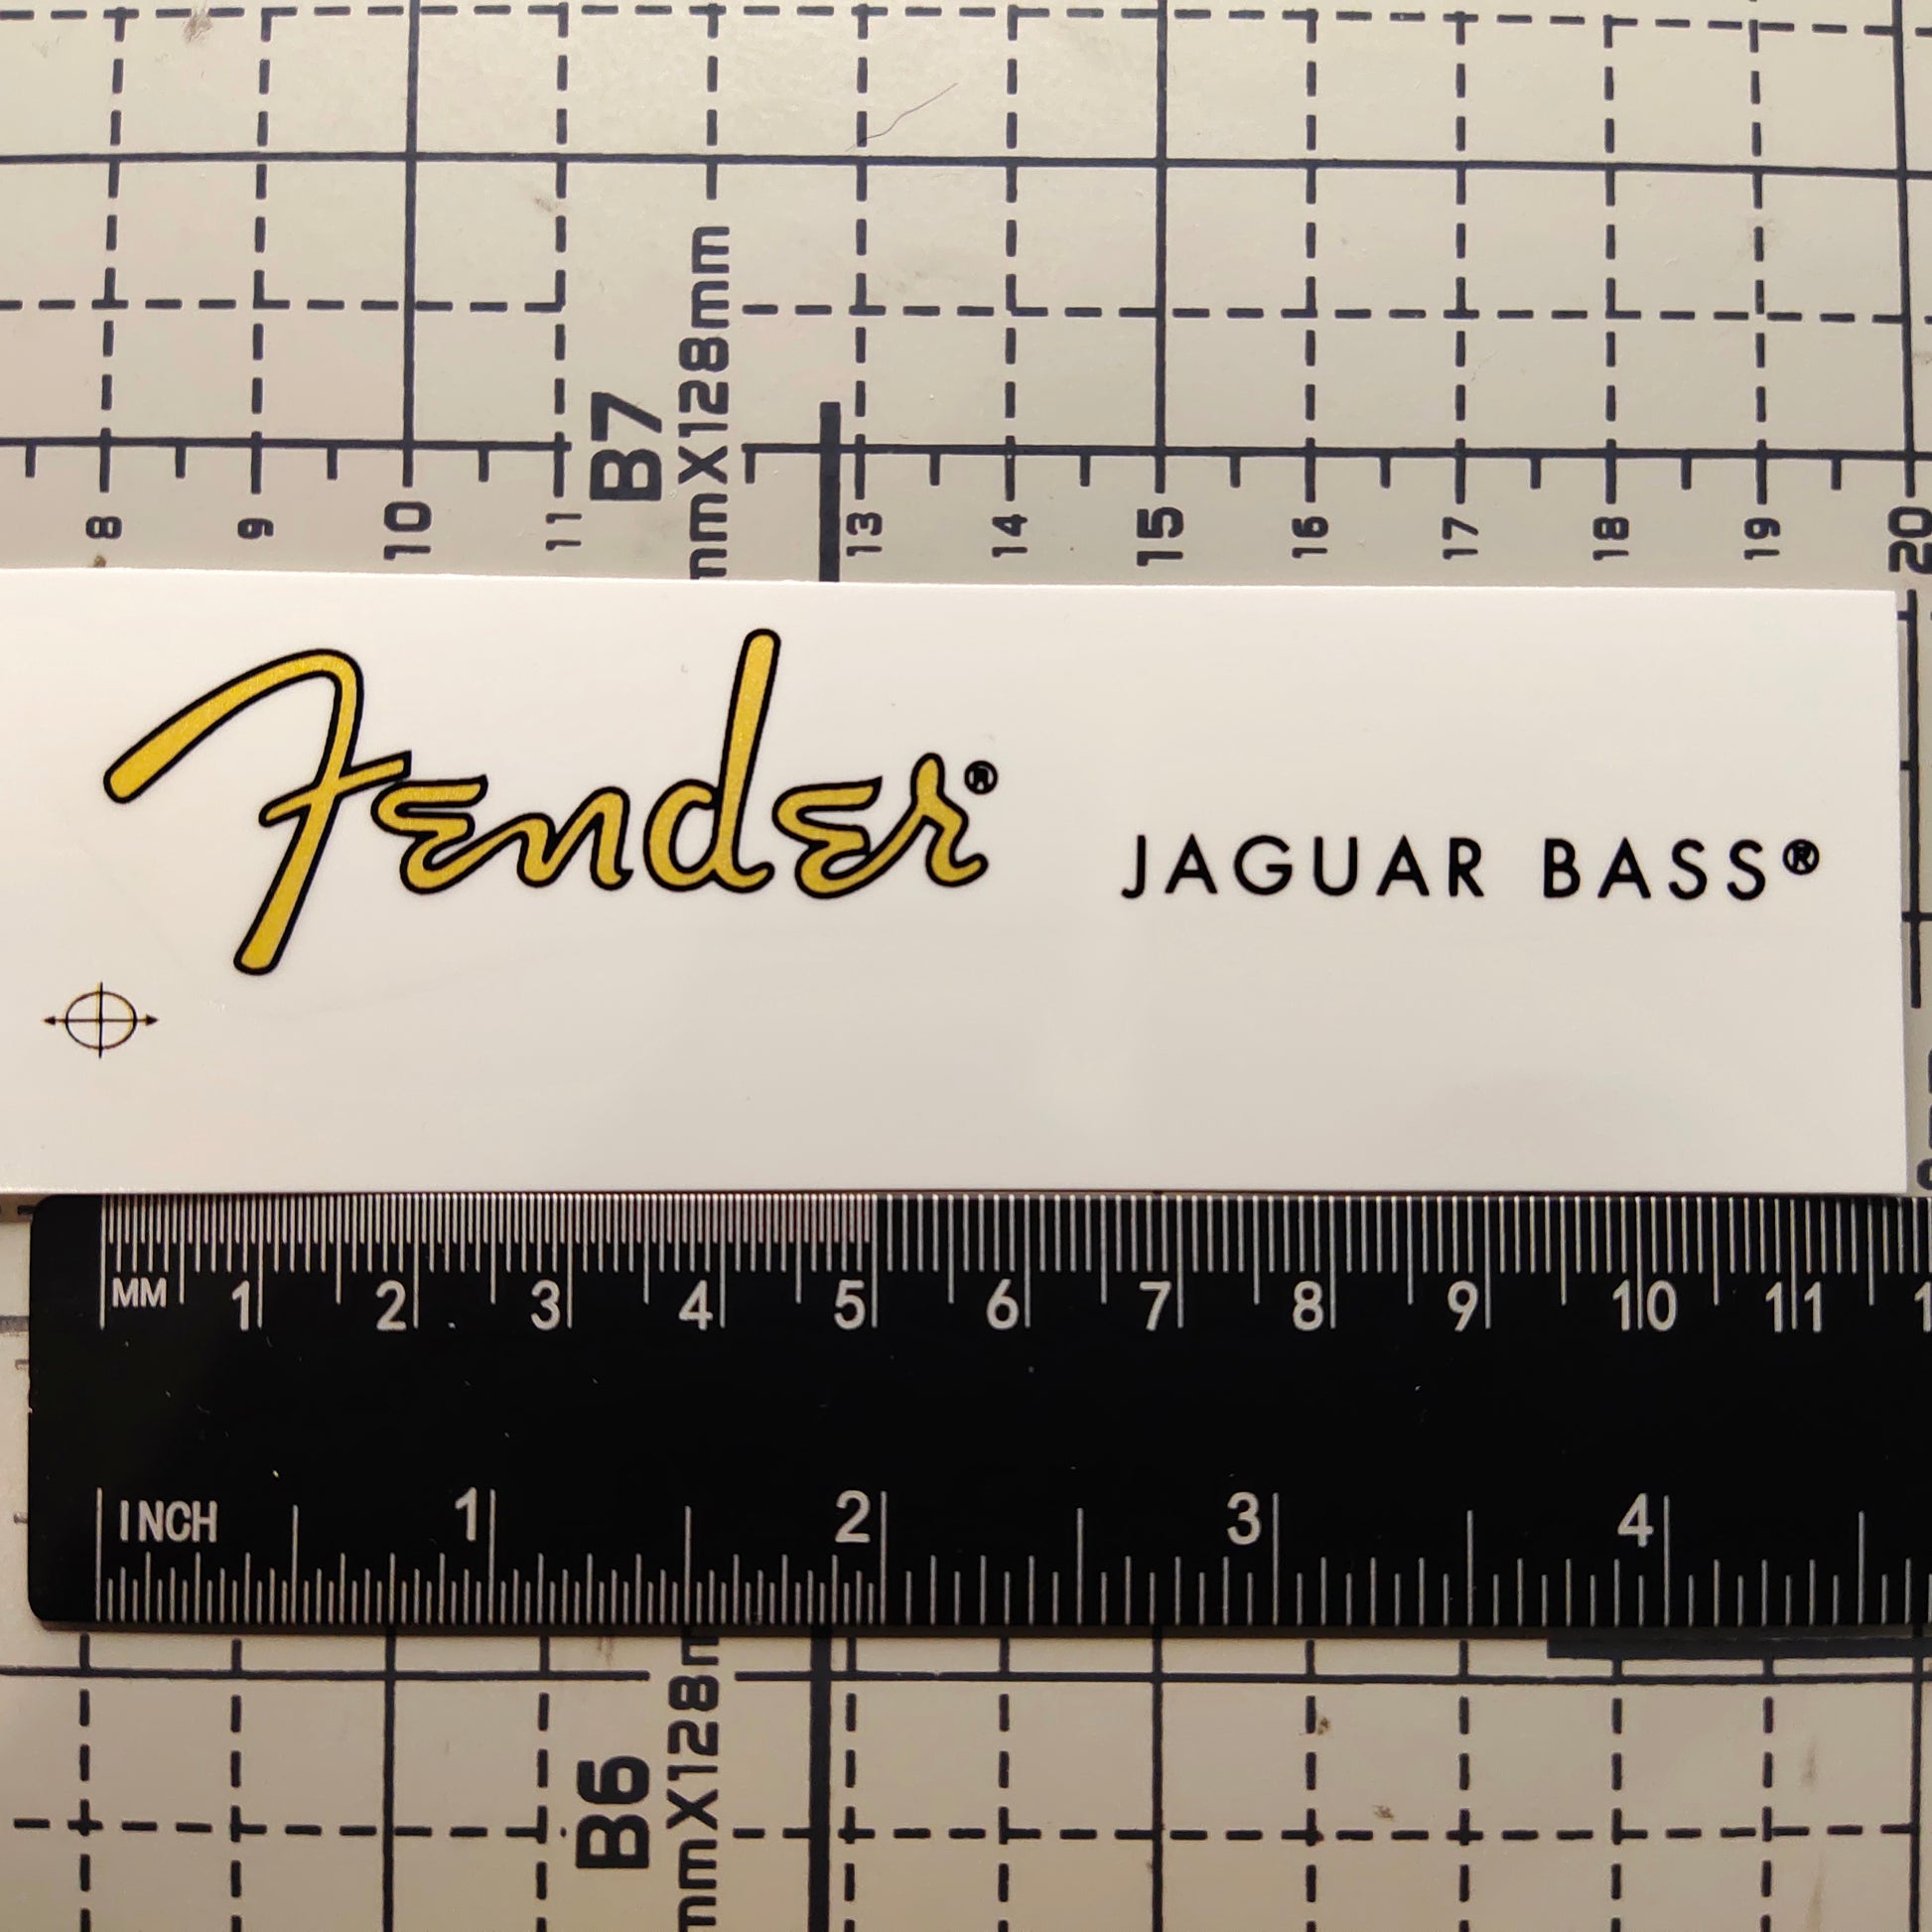 8 9 10 11 13 14 15 16 17 18 19 20
B7
mmX128mm
Fender®
JAGUAR BASS®
MM 1 2 3 4 5 6 7 8 9 10 11
INCH 1 2 3 4
B6
mmX128m